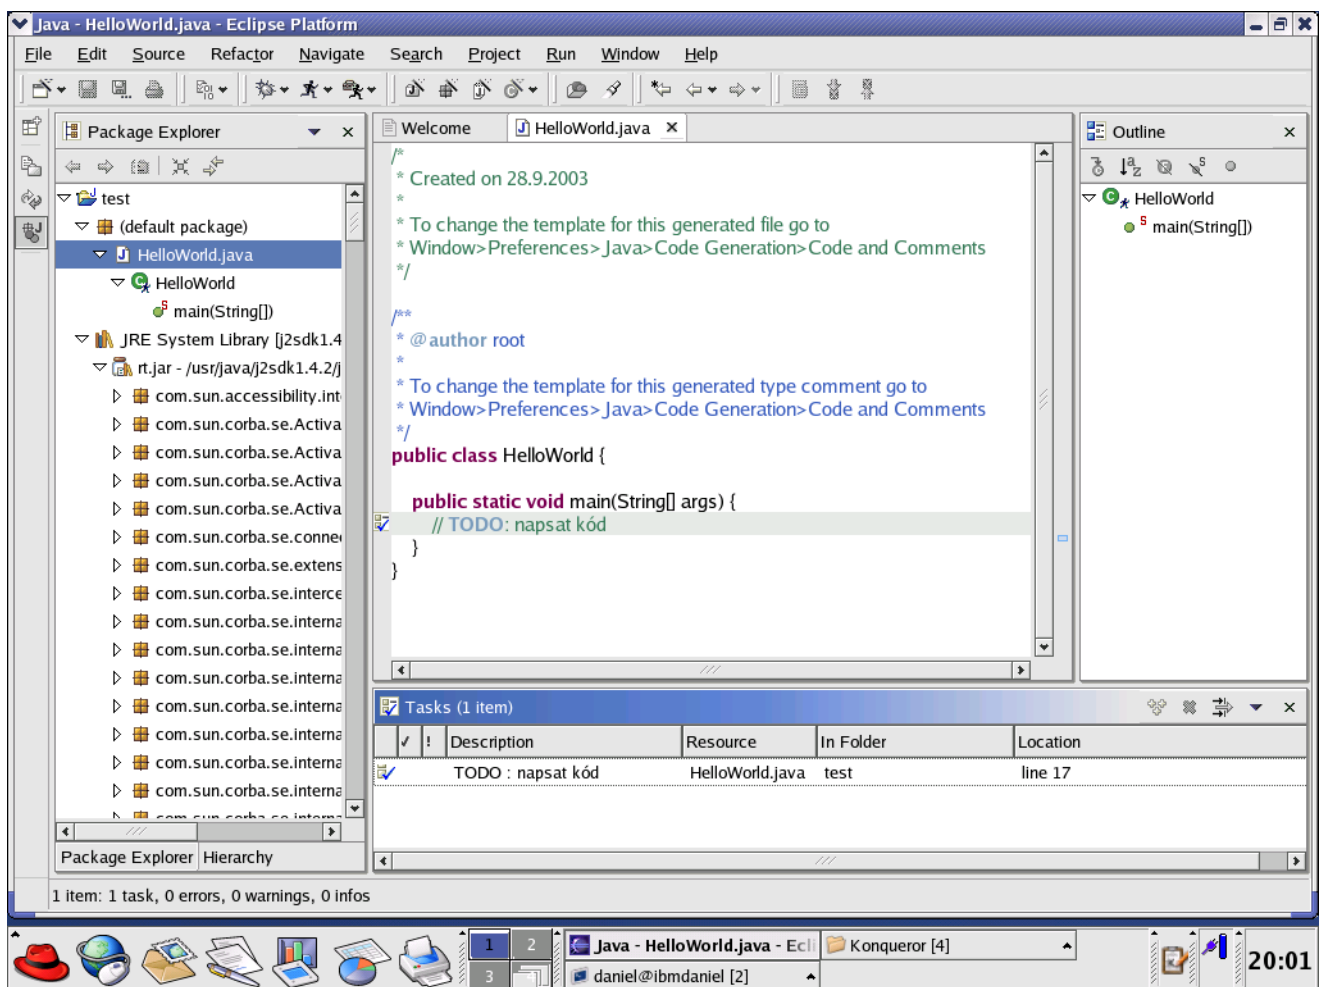 Java - HelloWorld.java - Eclipse Platform
File Edit Source Refactor Navigate Search Project Run Window Help
Package Explorer
test
(default package)
HelloWorld.java
HelloWorld
main(String[])
JRE System Library [j2sdk1.4
rt.jar - /usr/java/j2sdk1.4.2/j
com.sun.accessibility.int
com.sun.corba.se.Activa
com.sun.corba.se.Activa
com.sun.corba.se.Activa
com.sun.corba.se.Activa
com.sun.corba.se.conne
com.sun.corba.se.extens
com.sun.corba.se.interce
com.sun.corba.se.interna
com.sun.corba.se.interna
com.sun.corba.se.interna
com.sun.corba.se.interna
com.sun.corba.se.interna
com.sun.corba.se.interna
com.sun.corba.se.interna
com.sun.corba.se.interna
Package Explorer Hierarchy
Welcome HelloWorld.java
/*
* Created on 28.9.2003
*
* To change the template for this generated file go to
* Window>Preferences>Java>Code Generation>Code and Comments
*/
/**
* @author root
*
* To change the template for this generated type comment go to
* Window>Preferences>Java>Code Generation>Code and Comments
*/
public class HelloWorld {
public static void main(String[] args) {
// TODO: napsat kód
}
}
Outline
HelloWorld
main(String[])
Tasks (1 item)
! Description Resource In Folder Location
TODO : napsat kód HelloWorld.java test line 17
1 item: 1 task, 0 errors, 0 warnings, 0 infos
1 2
3
Java - HelloWorld.java - Ecli
Konqueror [4]
daniel@ibmdaniel [2]
20:01